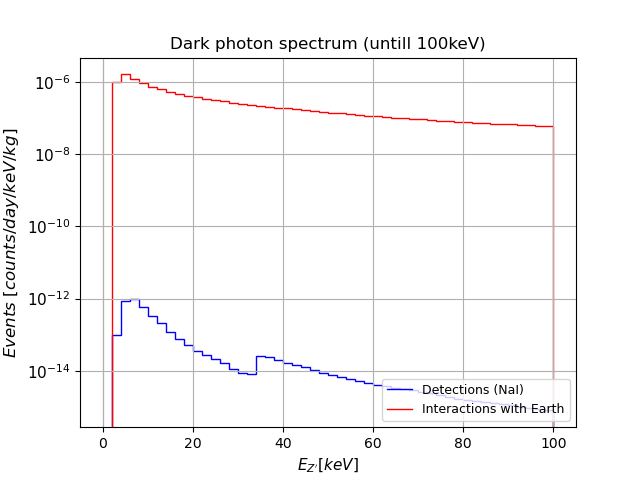 Dark photon spectrum (untill 100keV)
Events [counts/day/keV/kg]
10⁻⁶
10⁻⁸
10⁻¹⁰
10⁻¹²
10⁻¹⁴
Detections (NaI)
Interactions with Earth
0 20 40 60 80 100
E_{Z'}[keV]